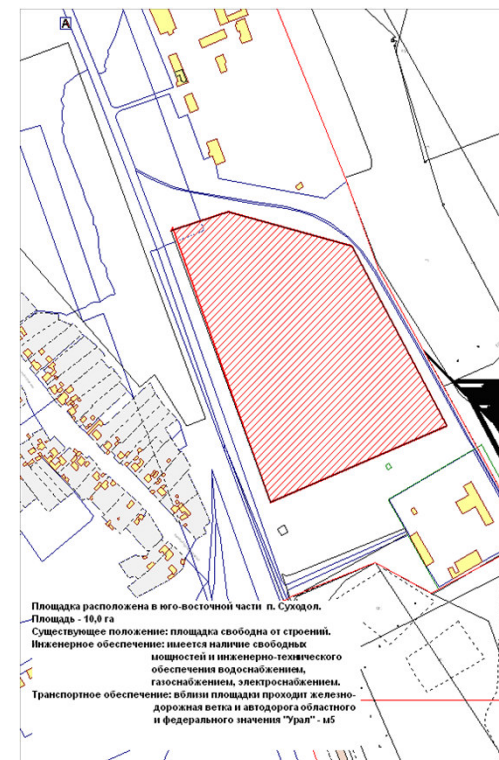 А
Площадка расположена в юго-восточной части п. Суходол.
Площадь - 10,0 га
Существующее положение: площадка свободна от строений.
Инженерное обеспечение: имеется наличие свободных
мощностей и инженерно-технического
обеспечения водоснабжением,
газоснабжением, электроснабжением.
Транспортное обеспечение: вблизи площадки проходит железно-
дорожная ветка и автодорога областного
и федерального значения "Урал" - м5